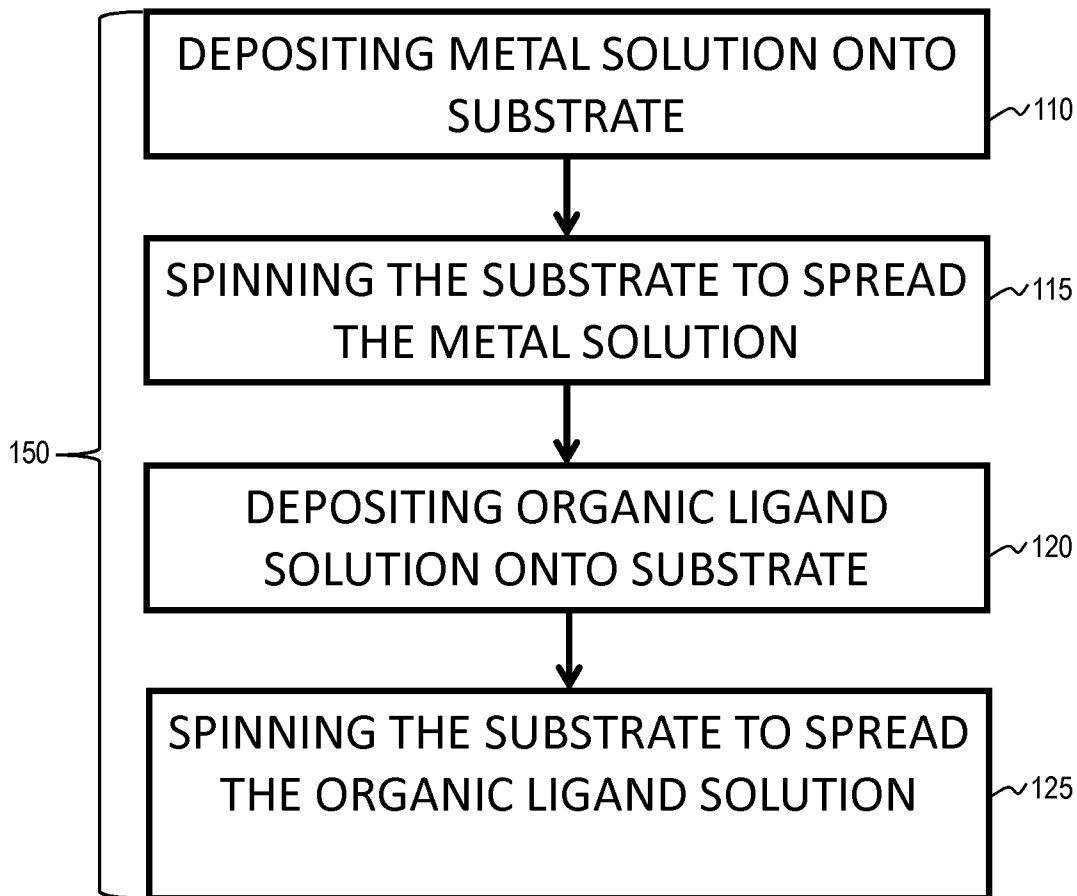 DEPOSITING METAL SOLUTION ONTO
SUBSTRATE
110
SPINNING THE SUBSTRATE TO SPREAD
THE METAL SOLUTION
115
150
DEPOSITING ORGANIC LIGAND
SOLUTION ONTO SUBSTRATE
120
SPINNING THE SUBSTRATE TO SPREAD
THE ORGANIC LIGAND SOLUTION
125